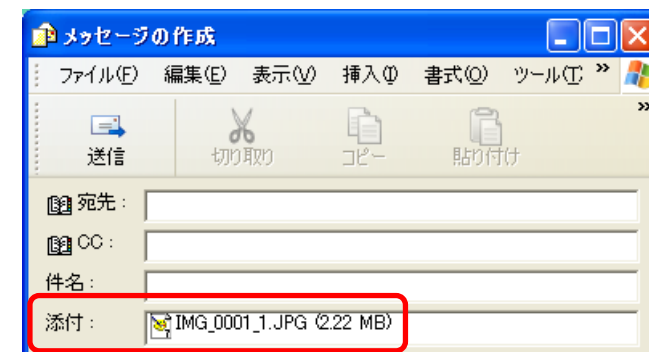 メッセージの作成
ファイル(F) 編集(E) 表示(V) 挿入(I) 書式(O) ツール(T) »
送信 切り取り コピー 貼り付け »
宛先：
CC：
件名：
添付： IMG_0001_1.JPG (2.22 MB)